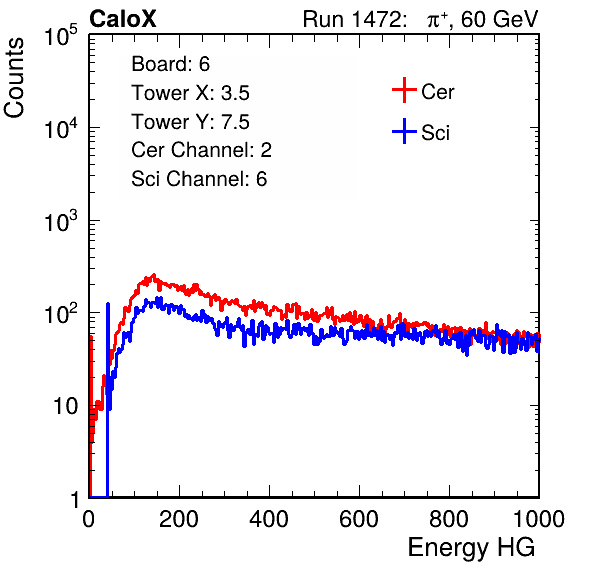 CaloX
Run 1472: π⁺, 60 GeV
Counts
10⁵
10⁴
10³
10²
10
1
Board: 6
Tower X: 3.5
Tower Y: 7.5
Cer Channel: 2
Sci Channel: 6
Cer
Sci
0 200 400 600 800 1000
Energy HG